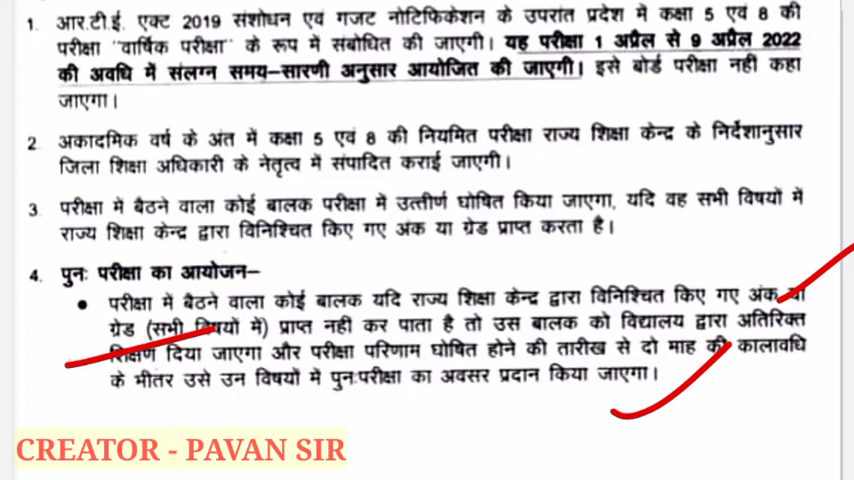 1. आर.टी.ई. एक्ट 2019 संशोधन एवं गजट नोटिफिकेशन के उपरांत प्रदेश में कक्षा 5 एवं 8 की
परीक्षा "वार्षिक परीक्षा" के रूप में संबोधित की जाएगी। यह परीक्षा 1 अप्रैल से 9 अप्रैल 2022
की अवधि में संलग्न समय–सारणी अनुसार आयोजित की जाएगी। इसे बोर्ड परीक्षा नहीं कहा
जाएगा।
2. अकादमिक वर्ष के अंत में कक्षा 5 एवं 8 की नियमित परीक्षा राज्य शिक्षा केन्द्र के निर्देशानुसार
जिला शिक्षा अधिकारी के नेतृत्व में संपादित कराई जाएगी।
3. परीक्षा में बैठने वाला कोई बालक परीक्षा में उत्तीर्ण घोषित किया जाएगा, यदि वह सभी विषयों में
राज्य शिक्षा केन्द्र द्वारा विनिश्चित किए गए अंक या ग्रेड प्राप्त करता है।
4. पुनः परीक्षा का आयोजन–
• परीक्षा में बैठने वाला कोई बालक यदि राज्य शिक्षा केन्द्र द्वारा विनिश्चित किए गए अंक या
ग्रेड (सभी विषयों में) प्राप्त नही कर पाता है तो उस बालक को विद्यालय द्वारा अतिरिक्त
शिक्षण दिया जाएगा और परीक्षा परिणाम घोषित होने की तारीख से दो माह की कालावधि
के भीतर उसे उन विषयों में पुनःपरीक्षा का अवसर प्रदान किया जाएगा।
CREATOR - PAVAN SIR